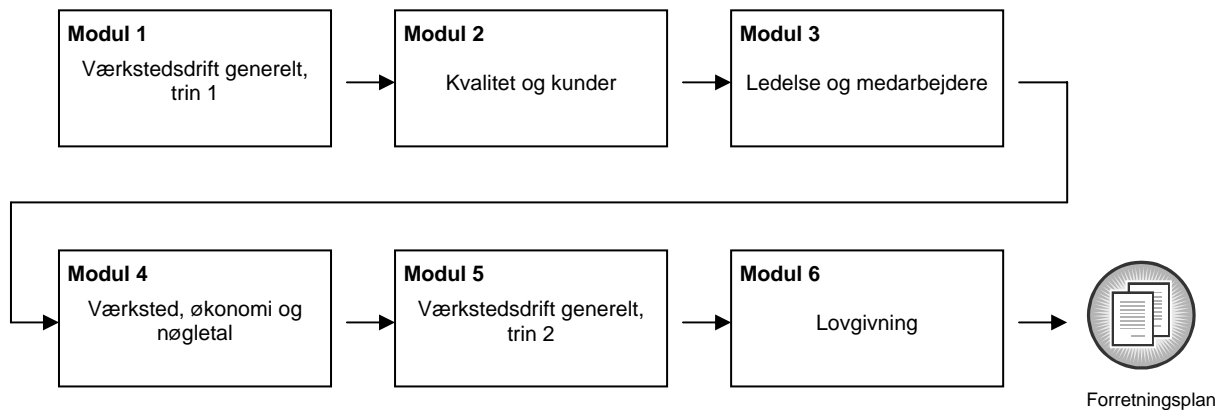 Modul 1
Værkstedsdrift generelt,
trin 1
Modul 2
Kvalitet og kunder
Modul 3
Ledelse og medarbejdere
Modul 4
Værksted, økonomi og
nøgletal
Modul 5
Værkstedsdrift generelt,
trin 2
Modul 6
Lovgivning
Forretningsplan